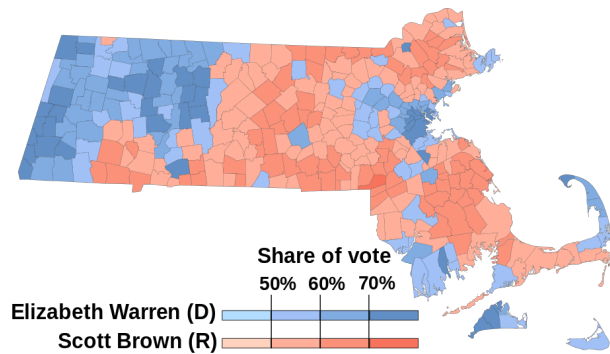 Share of vote
50% 60% 70%
Elizabeth Warren (D)
Scott Brown (R)